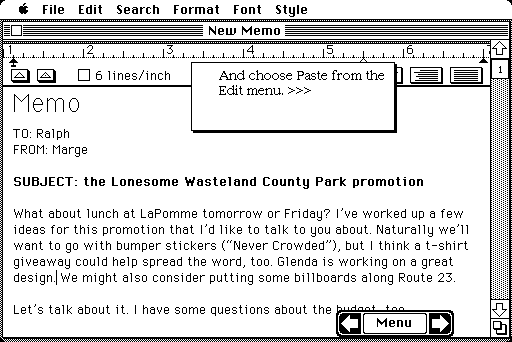 File Edit Search Format Font Style
New Memo
1 2 3 4 5 6 7
6 lines/inch
And choose Paste from the
Edit menu. >>>
1
Memo
TO: Ralph
FROM: Marge
SUBJECT: the Lonesome Wasteland County Park promotion
What about lunch at LaPomme tomorrow or Friday? I've worked up a few
ideas for this promotion that I'd like to talk to you about. Naturally we'll
want to go with bumper stickers ("Never Crowded"), but I think a t-shirt
giveaway could help spread the word, too. Glenda is working on a great
design. We might also consider putting some billboards along Route 23.
Let's talk about it. I have some questions about the budget, too.
Menu